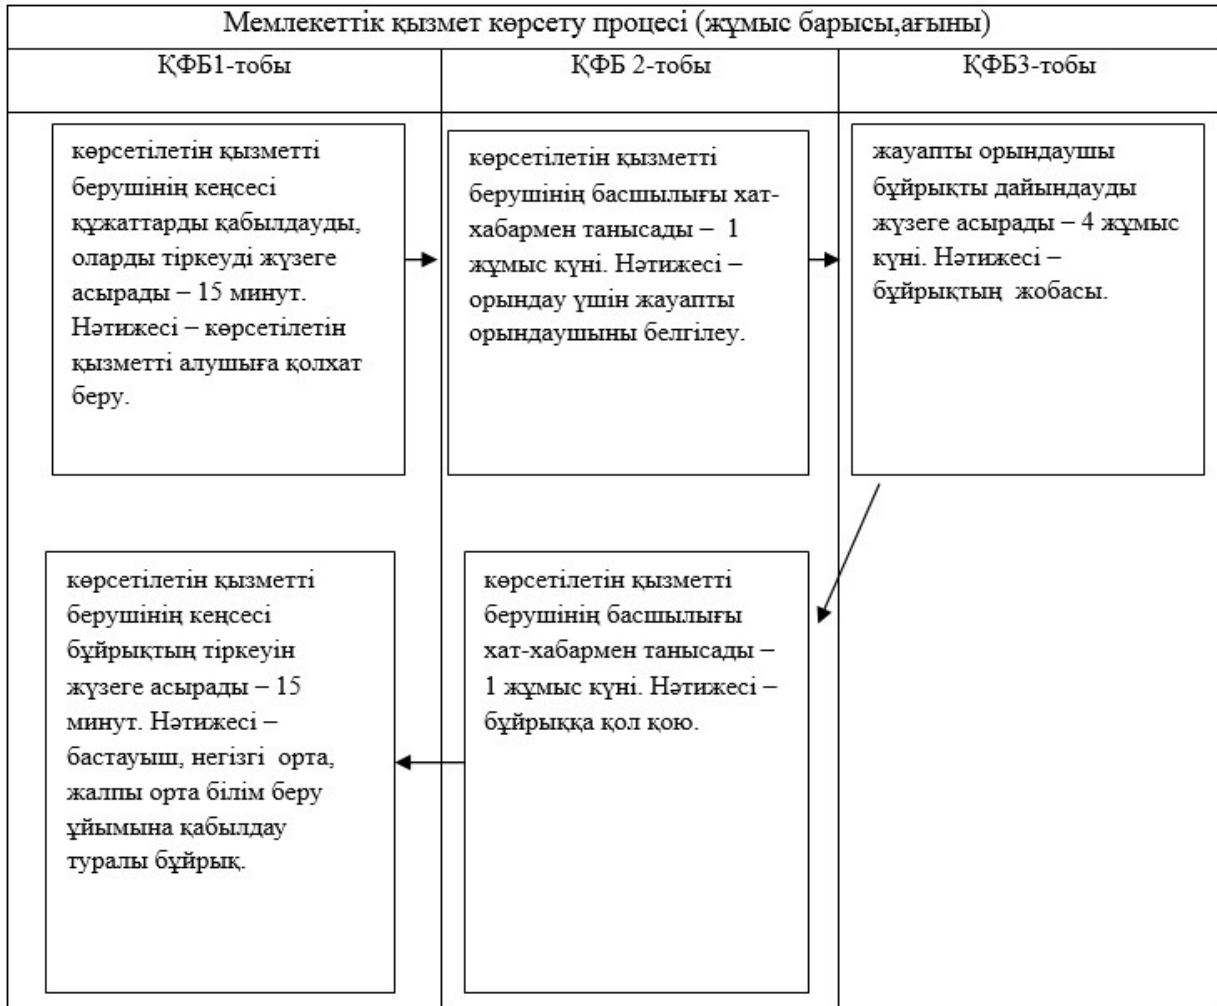 Мемлекеттік қызмет көрсету процесі (жұмыс барысы,ағыны)
ҚФБ1-тобы
ҚФБ 2-тобы
ҚФБ3-тобы
көрсетілетін қызметті
берушінің кеңсесі
құжаттарды қабылдауды,
оларды тіркеуді жүзеге
асырады – 15 минут.
Нәтижесі – көрсетілетін
қызметті алушыға қолхат
беру.
көрсетілетін қызметті
берушінің басшылығы хат-
хабармен танысады – 1
жұмыс күні. Нәтижесі –
орындау үшін жауапты
орындаушыны белгілеу.
жауапты орындаушы
бұйрықты дайындауды
жүзеге асырады – 4 жұмыс
күні. Нәтижесі –
бұйрықтың жобасы.
көрсетілетін қызметті
берушінің кеңсесі
бұйрықтың тіркеуін
жүзеге асырады – 15
минут. Нәтижесі –
бастауыш, негізгі орта,
жалпы орта білім беру
ұйымына қабылдау
туралы бұйрық.
көрсетілетін қызметті
берушінің басшылығы
хат-хабармен танысады –
1 жұмыс күні. Нәтижесі –
бұйрыққа қол қою.